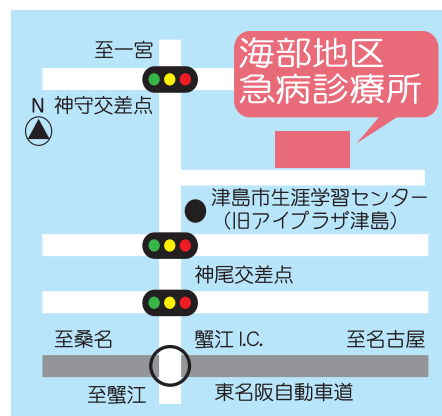 至一宮
海部地区
急病診療所
N
神守交差点
津島市生涯学習センター
（旧アイプラザ津島）
神尾交差点
至桑名
蟹江 I.C.
至名古屋
至蟹江
東名阪自動車道